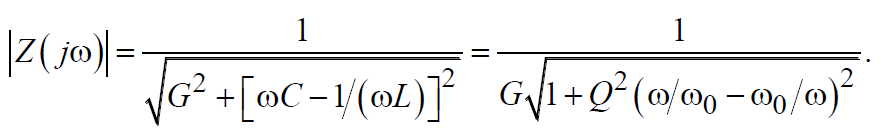 |Z(jω)| = 1/√(G² + [ωC − 1/(ωL)]²) = 1/(G√(1 + Q²(ω/ω₀ − ω₀/ω)²)).